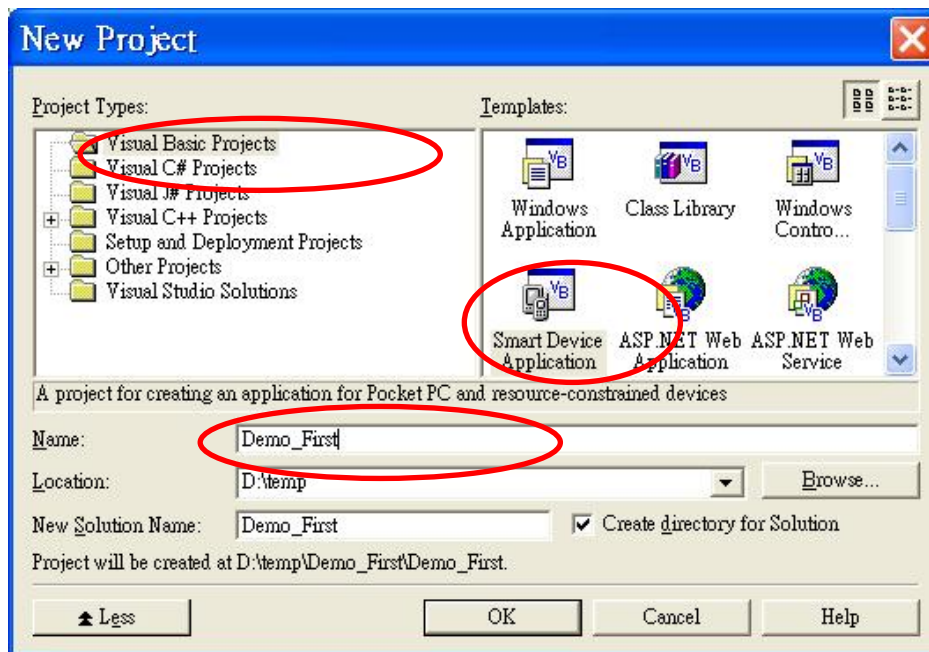 New Project
Project Types:
Templates:
Visual Basic Projects
Visual C# Projects
Visual J# Projects
Visual C++ Projects
Setup and Deployment Projects
Other Projects
Visual Studio Solutions
Windows Application
Class Library
Windows Contro...
Smart Device Application
ASP.NET Web Application
ASP.NET Web Service
A project for creating an application for Pocket PC and resource-constrained devices
Name:
Demo_First
Location:
D:\temp
Browse...
New Solution Name:
Demo_First
Create directory for Solution
Project will be created at D:\temp\Demo_First\Demo_First.
Less
OK
Cancel
Help